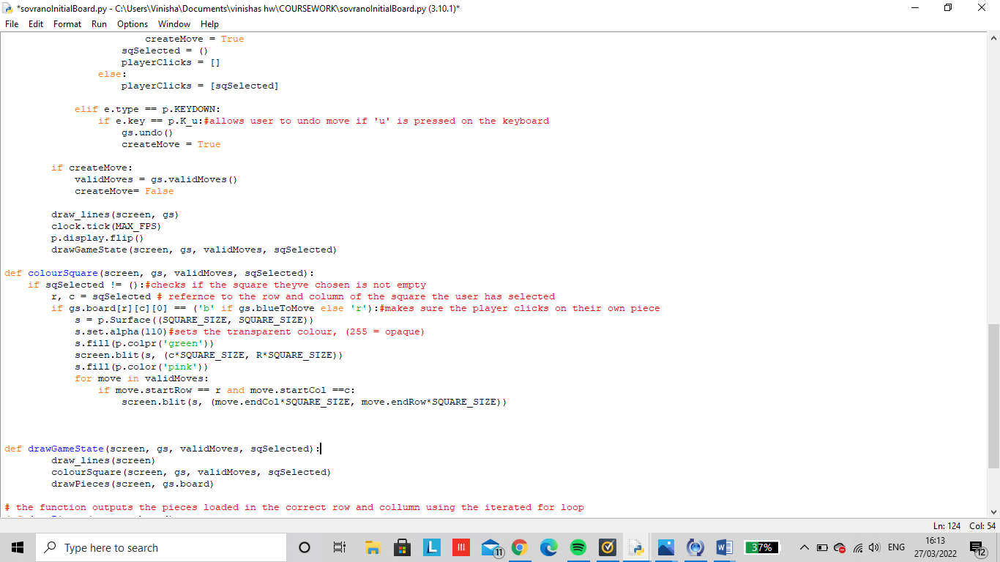 *sovranoInitialBoard.py - C:\Users\Vinisha\Documents\vinishas hw\COURSEWORK\sovranoInitialBoard.py (3.10.1)*
File Edit Format Run Options Window Help
createMove = True
sqSelected = ()
playerClicks = []
else:
playerClicks = [sqSelected]
elif e.type == p.KEYDOWN:
if e.key == p.K_u:#allows user to undo move if 'u' is pressed on the keyboard
gs.undo()
createMove = True
if createMove:
validMoves = gs.validMoves()
createMove= False
draw_lines(screen, gs)
clock.tick(MAX_FPS)
p.display.flip()
drawGameState(screen, gs, validMoves, sqSelected)
def colourSquare(screen, gs, validMoves, sqSelected):
if sqSelected != ():#checks if the square theyve chosen is not empty
r, c = sqSelected # refernce to the row and column of the square the user has selected
if gs.board[r][c][0] == ('b' if gs.blueToMove else 'r'):#makes sure the player clicks on their own piece
s = p.Surface((SQUARE_SIZE, SQUARE_SIZE))
s.set.alpha(110)#sets the transparent colour, (255 = opaque)
s.fill(p.colpr('green'))
screen.blit(s, (c*SQUARE_SIZE, R*SQUARE_SIZE))
s.fill(p.color('pink'))
for move in validMoves:
if move.startRow == r and move.startCol ==c:
screen.blit(s, (move.endCol*SQUARE_SIZE, move.endRow*SQUARE_SIZE))
def drawGameState(screen, gs, validMoves, sqSelected):
draw_lines(screen)
colourSquare(screen, gs, validMoves, sqSelected)
drawPieces(screen, gs.board)
# the function outputs the pieces loaded in the correct row and collumn using the iterated for loop
Ln: 124 Col: 54
Type here to search
L
11
W
37%
ENG
16:13
27/03/2022
12